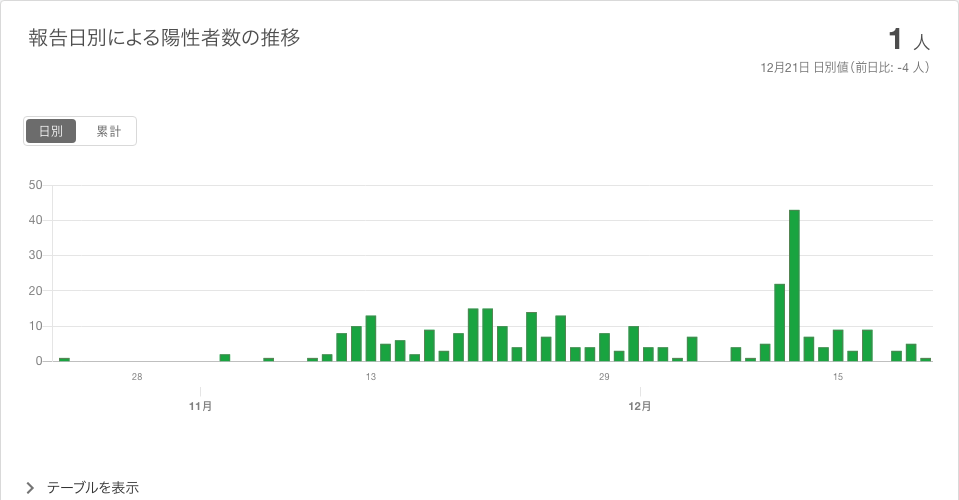 報告日別による陽性者数の推移
1 人
12月21日 日別値（前日比: -4 人）
日別 累計
50
40
30
20
10
0
28 13 29 15
11月 12月
テーブルを表示